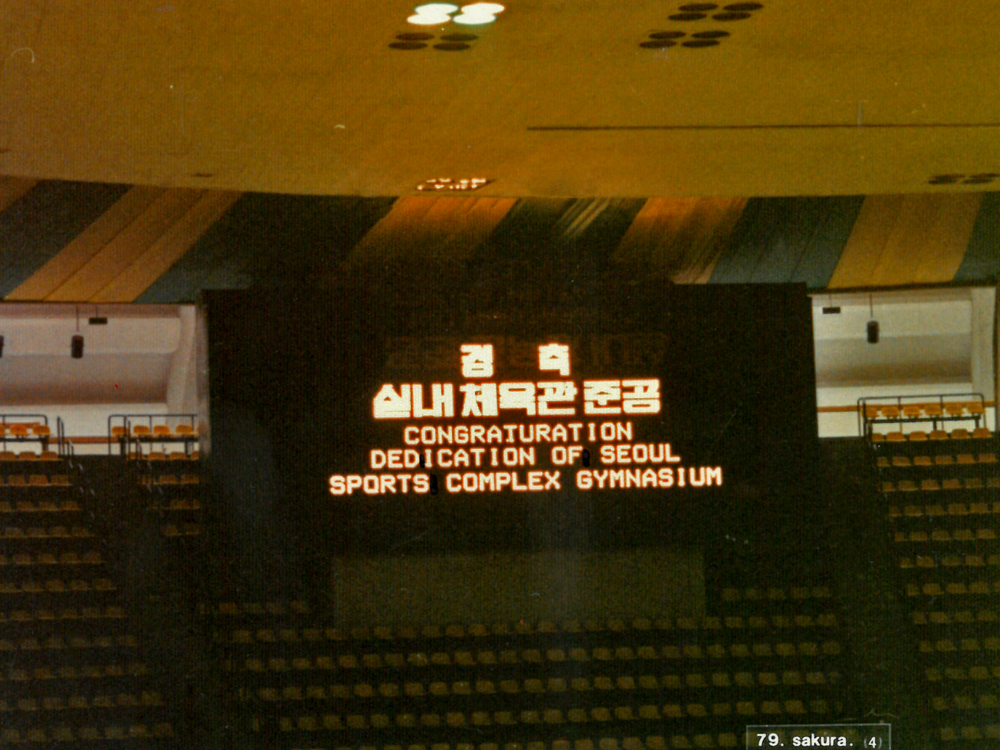 경 축
실내체육관 준공
CONGRATURATION
DEDICATION OF SEOUL
SPORTS COMPLEX GYMNASIUM
79. sakura. (4)